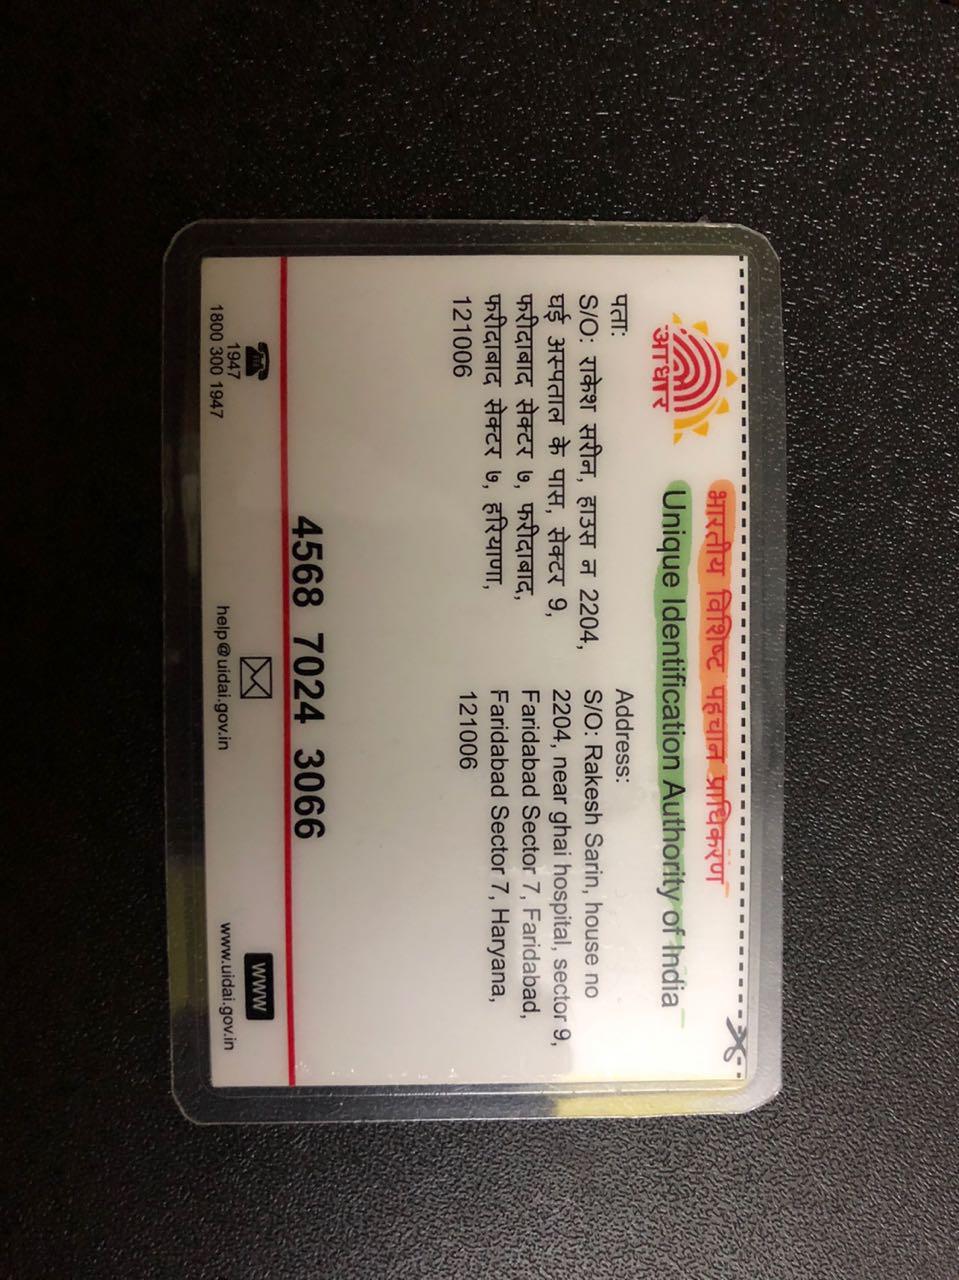 आधार
भारतीय विशिष्ट पहचान प्राधिकरण
Unique Identification Authority of India
पता:
S/O: राकेश सरीन, हाउस न 2204,
घई अस्पताल के पास, सेक्टर 9,
फरीदाबाद सेक्टर ७, फरीदाबाद,
फरीदाबाद सेक्टर ७, हरियाणा,
121006
Address:
S/O: Rakesh Sarin, house no
2204, near ghai hospital, sector 9,
Faridabad Sector 7, Faridabad,
Faridabad Sector 7, Haryana,
121006
4568 7024 3066
1947
1800 300 1947
help@uidai.gov.in
www
www.uidai.gov.in